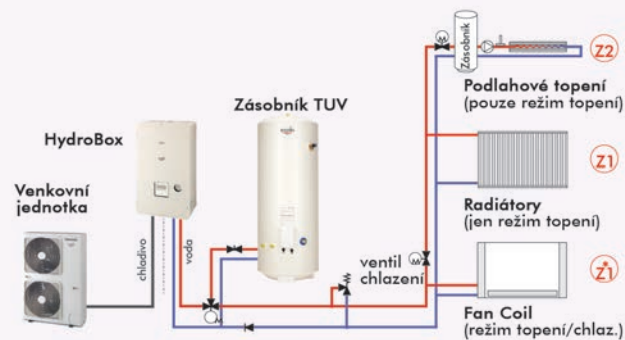 Zásobník
Z2
Podlahové topení
(pouze režim topení)
Zásobník TUV
HydroBox
Z1
Venkovní
jednotka
Radiátory
(jen režim topení)
chladivo
voda
ventil
chlazení
Z*1
Fan Coil
(režim topení/chlaz.)